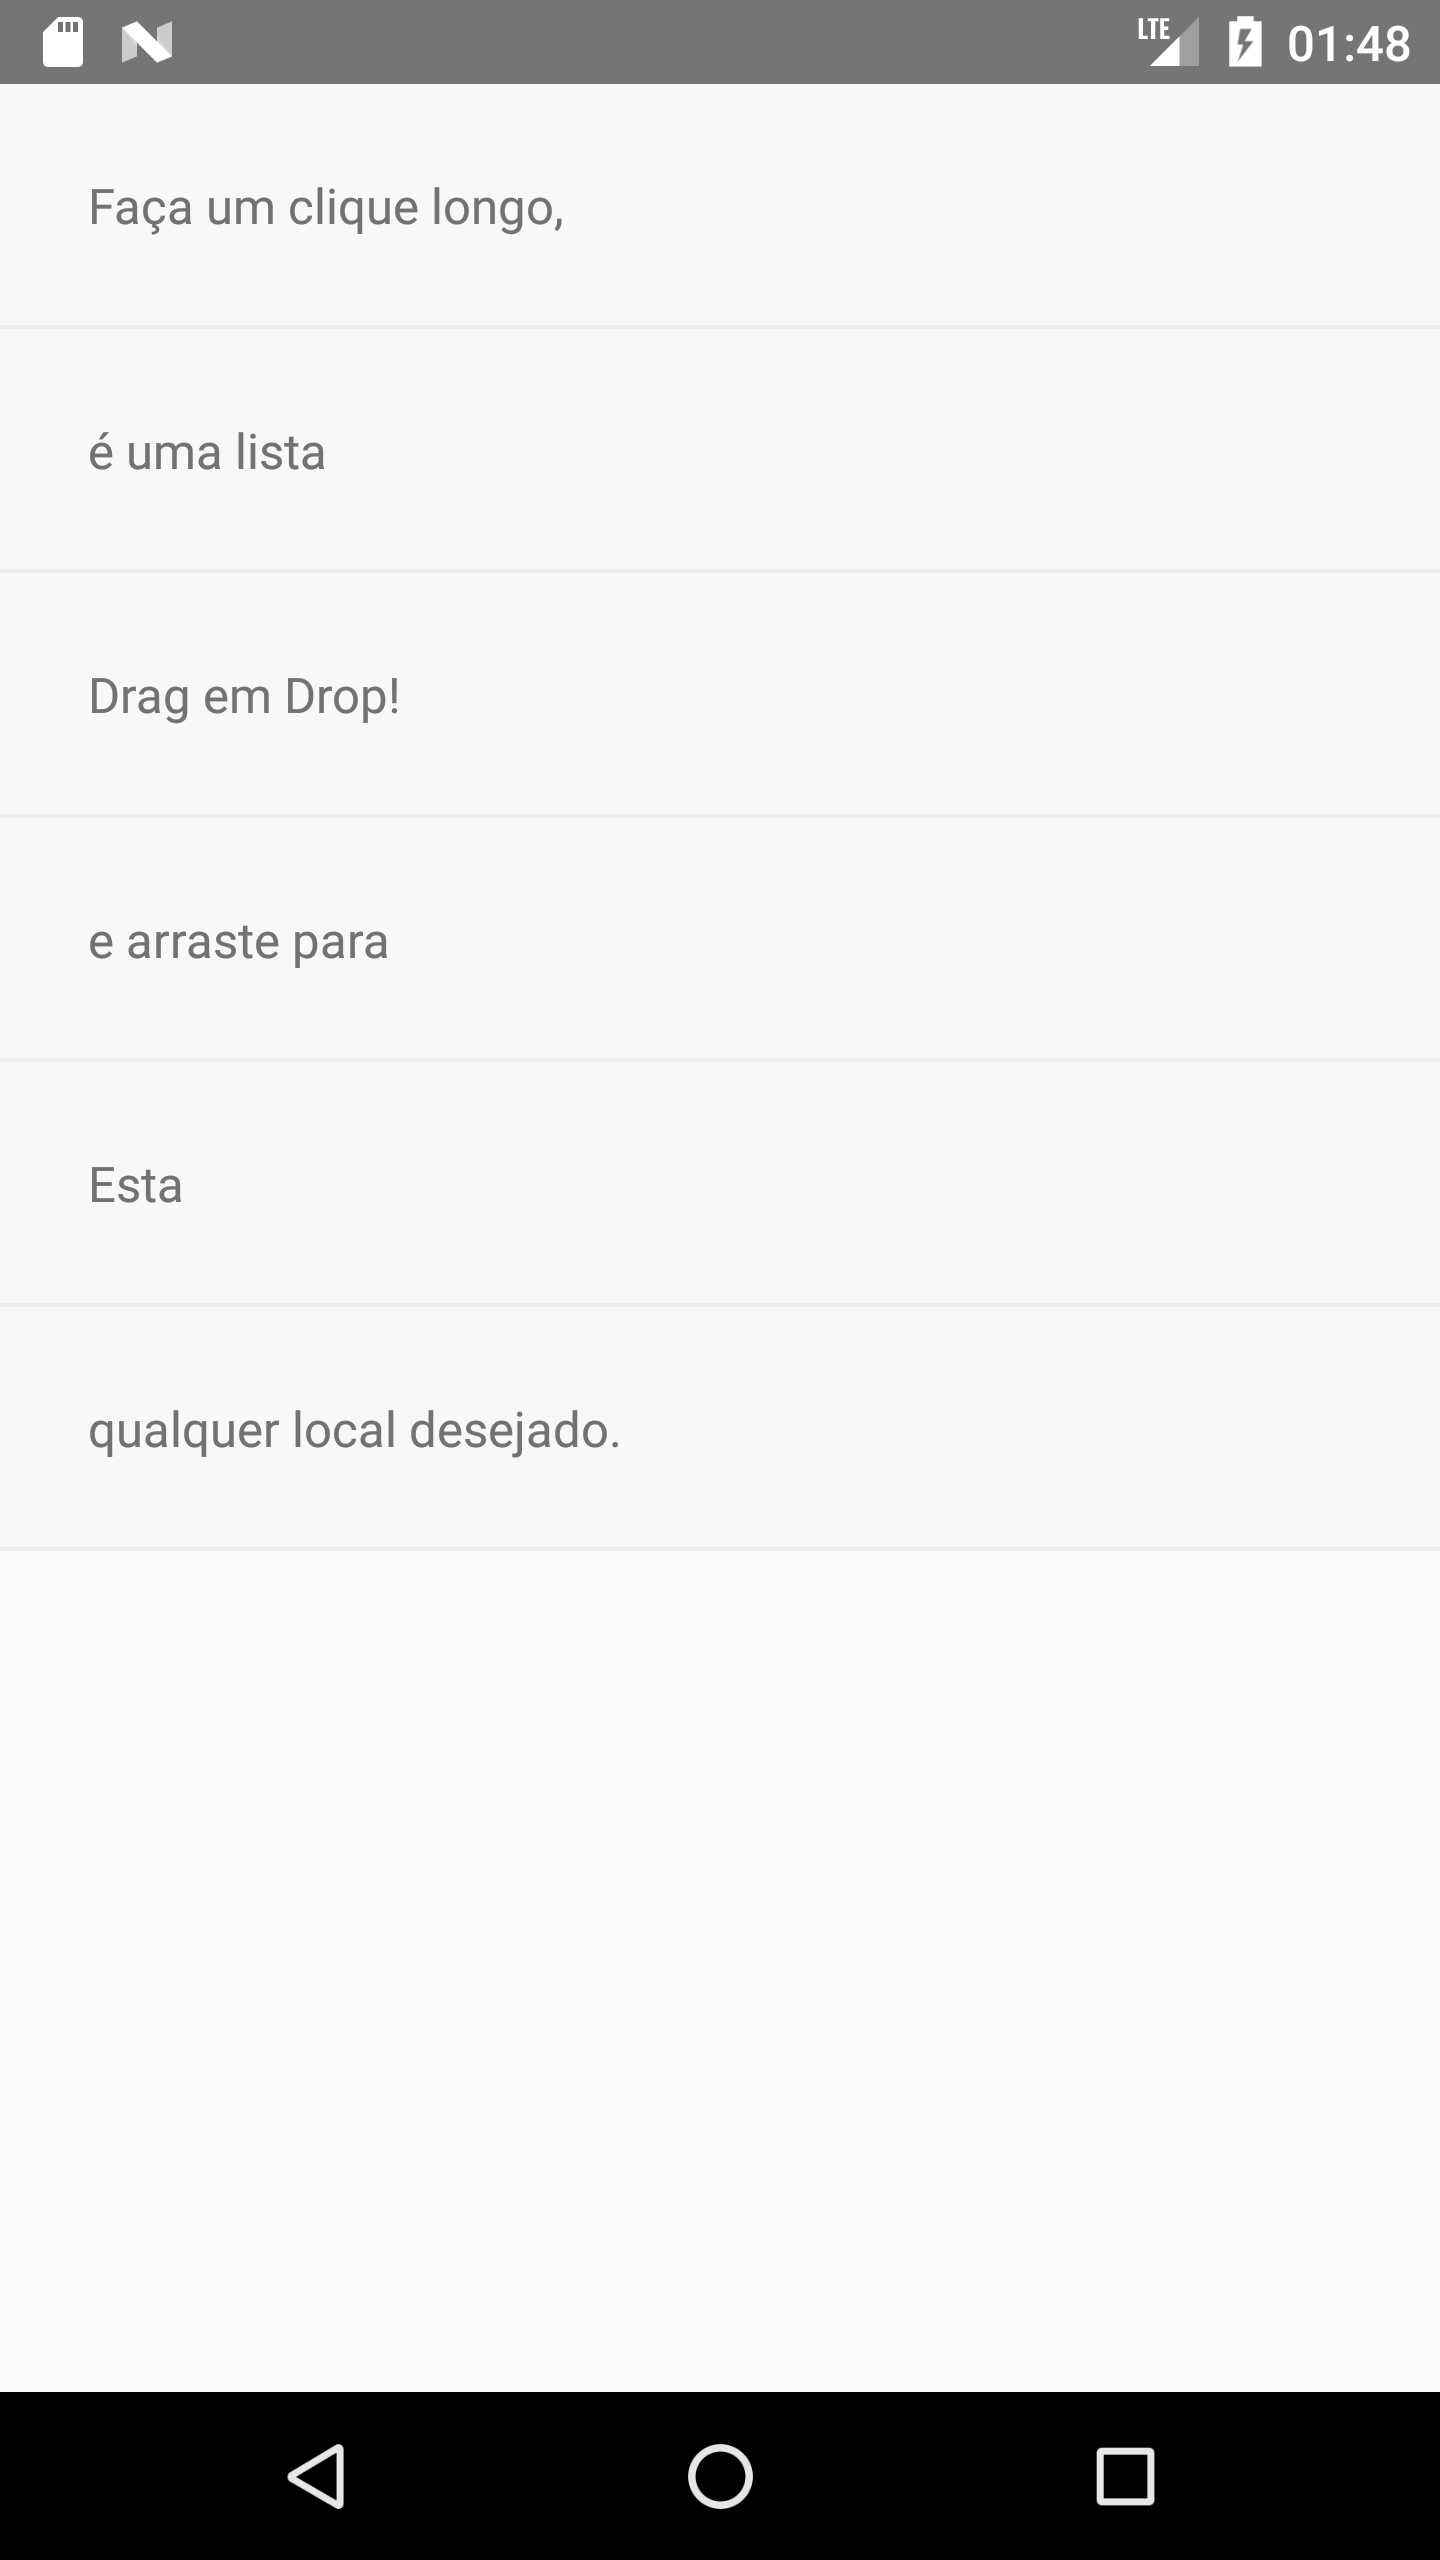 LTE 01:48
Faça um clique longo,
é uma lista
Drag em Drop!
e arraste para
Esta
qualquer local desejado.